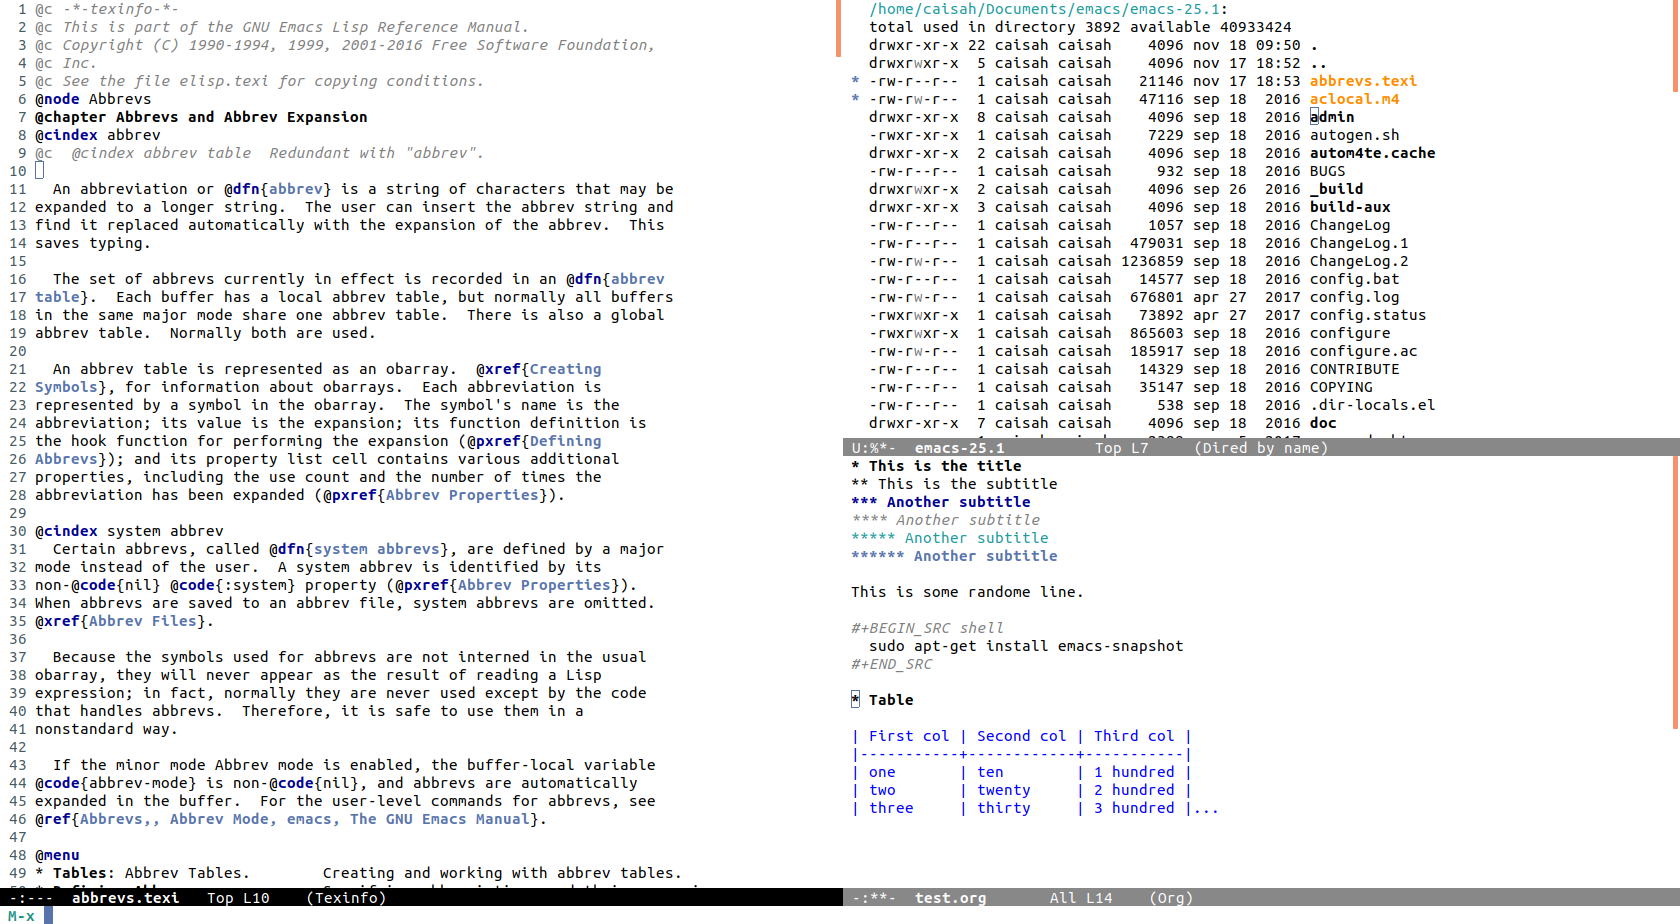 1 @c -*-texinfo-*-
2 @c This is part of the GNU Emacs Lisp Reference Manual.
3 @c Copyright (C) 1990-1994, 1999, 2001-2016 Free Software Foundation,
4 @c Inc.
5 @c See the file elisp.texi for copying conditions.
6 @node Abbrevs
7 @chapter Abbrevs and Abbrev Expansion
8 @cindex abbrev
9 @c  @cindex abbrev table  Redundant with "abbrev".
10
11   An abbreviation or @dfn{abbrev} is a string of characters that may be
12 expanded to a longer string.  The user can insert the abbrev string and
13 find it replaced automatically with the expansion of the abbrev.  This
14 saves typing.
15
16   The set of abbrevs currently in effect is recorded in an @dfn{abbrev
17 table}.  Each buffer has a local abbrev table, but normally all buffers
18 in the same major mode share one abbrev table.  There is also a global
19 abbrev table.  Normally both are used.
20
21   An abbrev table is represented as an obarray.  @xref{Creating
22 Symbols}, for information about obarrays.  Each abbreviation is
23 represented by a symbol in the obarray.  The symbol's name is the
24 abbreviation; its value is the expansion; its function definition is
25 the hook function for performing the expansion (@pxref{Defining
26 Abbrevs}); and its property list cell contains various additional
27 properties, including the use count and the number of times the
28 abbreviation has been expanded (@pxref{Abbrev Properties}).
29
30 @cindex system abbrev
31   Certain abbrevs, called @dfn{system abbrevs}, are defined by a major
32 mode instead of the user.  A system abbrev is identified by its
33 non-@code{nil} @code{:system} property (@pxref{Abbrev Properties}).
34 When abbrevs are saved to an abbrev file, system abbrevs are omitted.
35 @xref{Abbrev Files}.
36
37   Because the symbols used for abbrevs are not interned in the usual
38 obarray, they will never appear as the result of reading a Lisp
39 expression; in fact, normally they are never used except by the code
40 that handles abbrevs.  Therefore, it is safe to use them in a
41 nonstandard way.
42
43   If the minor mode Abbrev mode is enabled, the buffer-local variable
44 @code{abbrev-mode} is non-@code{nil}, and abbrevs are automatically
45 expanded in the buffer.  For the user-level commands for abbrevs, see
46 @ref{Abbrevs,, Abbrev Mode, emacs, The GNU Emacs Manual}.
47
48 @menu
49 * Tables: Abbrev Tables.        Creating and working with abbrev tables.
-:---  abbrevs.texi   Top L10    (Texinfo)
M-x
/home/caisah/Documents/emacs/emacs-25.1:
total used in directory 3892 available 40933424
drwxr-xr-x 22 caisah caisah    4096 nov 18 09:50 .
drwxrwxr-x  5 caisah caisah    4096 nov 17 18:52 ..
* -rw-r--r--  1 caisah caisah   21146 nov 17 18:53 abbrevs.texi
* -rw-rw-r--  1 caisah caisah   47116 sep 18  2016 aclocal.m4
drwxr-xr-x  8 caisah caisah    4096 sep 18  2016 admin
-rwxr-xr-x  1 caisah caisah    7229 sep 18  2016 autogen.sh
drwxr-xr-x  2 caisah caisah    4096 sep 18  2016 autom4te.cache
-rw-r--r--  1 caisah caisah     932 sep 18  2016 BUGS
drwxrwxr-x  2 caisah caisah    4096 sep 26  2016 _build
drwxr-xr-x  3 caisah caisah    4096 sep 18  2016 build-aux
-rw-r--r--  1 caisah caisah    1057 sep 18  2016 ChangeLog
-rw-r--r--  1 caisah caisah  479031 sep 18  2016 ChangeLog.1
-rw-rw-r--  1 caisah caisah 1236859 sep 18  2016 ChangeLog.2
-rw-r--r--  1 caisah caisah   14577 sep 18  2016 config.bat
-rw-rw-r--  1 caisah caisah  676801 apr 27  2017 config.log
-rwxrwxr-x  1 caisah caisah   73892 apr 27  2017 config.status
-rwxrwxr-x  1 caisah caisah  865603 sep 18  2016 configure
-rw-rw-r--  1 caisah caisah  185917 sep 18  2016 configure.ac
-rw-r--r--  1 caisah caisah   14329 sep 18  2016 CONTRIBUTE
-rw-r--r--  1 caisah caisah   35147 sep 18  2016 COPYING
-rw-r--r--  1 caisah caisah     538 sep 18  2016 .dir-locals.el
drwxr-xr-x  7 caisah caisah    4096 sep 18  2016 doc
U:%*-  emacs-25.1          Top L7     (Dired by name)
* This is the title
** This is the subtitle
*** Another subtitle
**** Another subtitle
***** Another subtitle
****** Another subtitle
This is some randome line.
#+BEGIN_SRC shell
  sudo apt-get install emacs-snapshot
#+END_SRC
* Table
| First col | Second col | Third col |
|-----------+------------+-----------|
| one       | ten        | 1 hundred |
| two       | twenty     | 2 hundred |
| three     | thirty     | 3 hundred |...
-:**-  test.org       All L14    (Org)